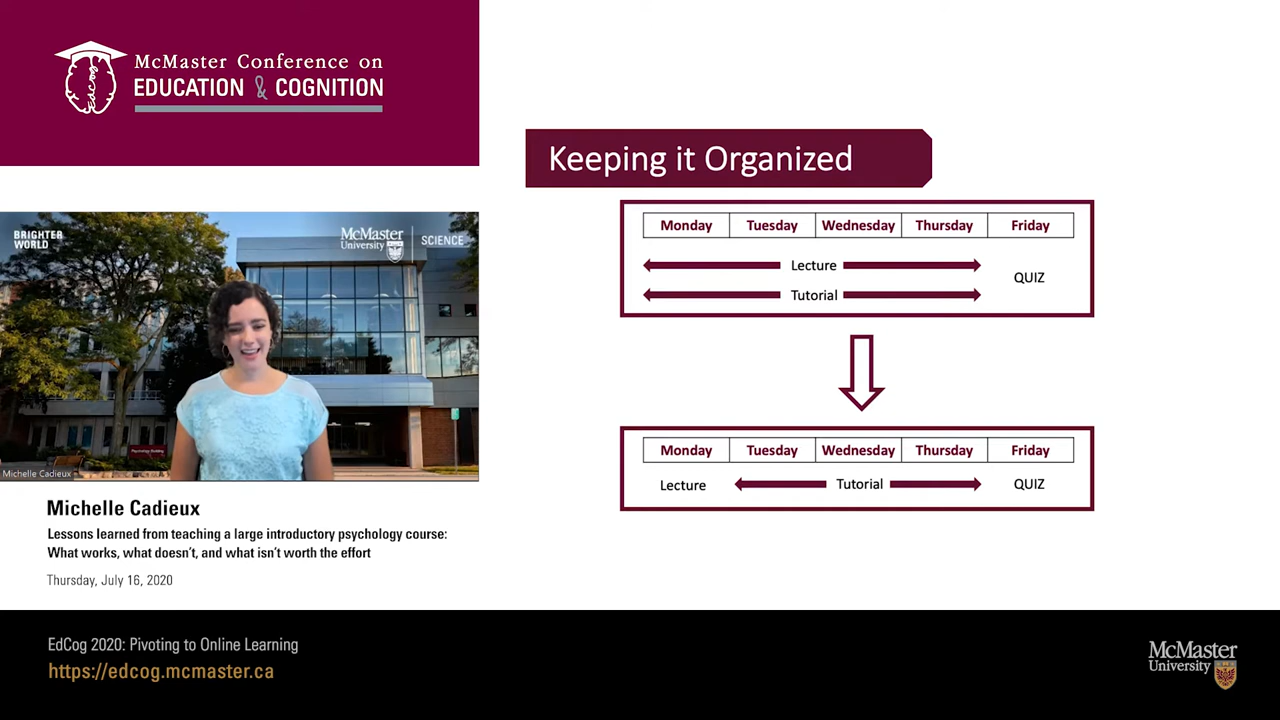 McMaster Conference on
EDUCATION & COGNITION
edcog
Keeping it Organized
Monday Tuesday Wednesday Thursday Friday
Lecture
QUIZ
Tutorial
Monday Tuesday Wednesday Thursday Friday
Lecture Tutorial QUIZ
BRIGHTER
WORLD
McMaster
University
SCIENCE
Psychology Building
Michelle Cadieux
Michelle Cadieux
Lessons learned from teaching a large introductory psychology course:
What works, what doesn't, and what isn't worth the effort
Thursday, July 16, 2020
EdCog 2020: Pivoting to Online Learning
https://edcog.mcmaster.ca
McMaster
University